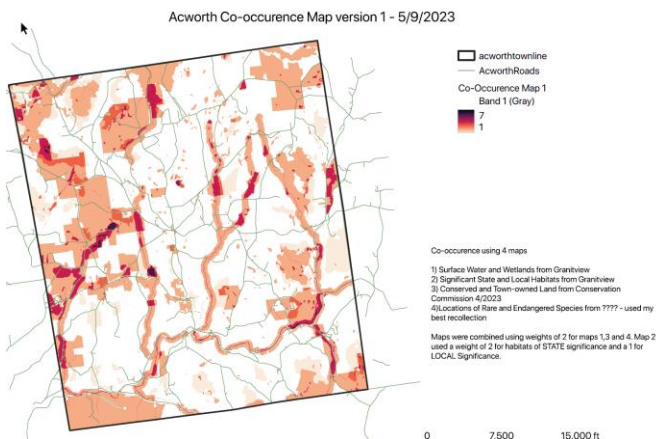 Acworth Co-occurence Map version 1 - 5/9/2023
acworthtownline
AcworthRoads
Co-Occurence Map 1
Band 1 (Gray)
7
1
Co-occurence using 4 maps
1) Surface Water and Wetlands from Granitview
2) Significant State and Local Habitats from Granitview
3) Conserved and Town-owned Land from Conservation
Commission 4/2023
4)Locations of Rare and Endangered Species from ???? - used my
best recollection
Maps were combined using weights of 2 for maps 1,3 and 4. Map 2
used a weight of 2 for habitats of STATE significance and a 1 for
LOCAL Significance.
0 7,500 15,000 ft